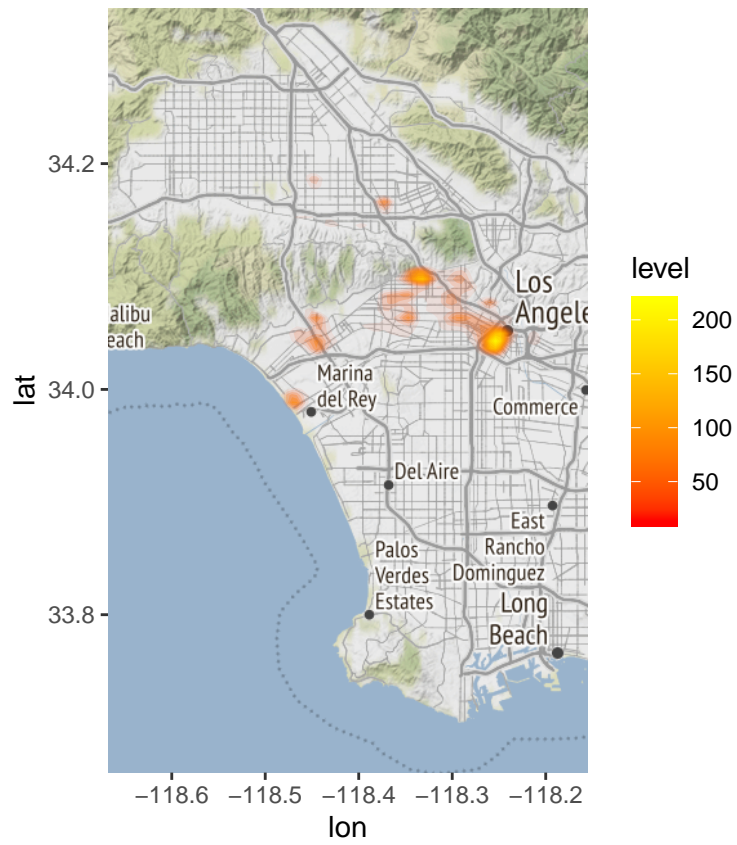 34.2
34.0
33.8
lat
−118.6
−118.5
−118.4
−118.3
−118.2
lon
alibu
each
Los
Angele
Marina
del Rey
Commerce
Del Aire
East
Rancho
Dominguez
Palos
Verdes
Estates
Long
Beach
level
200
150
100
50